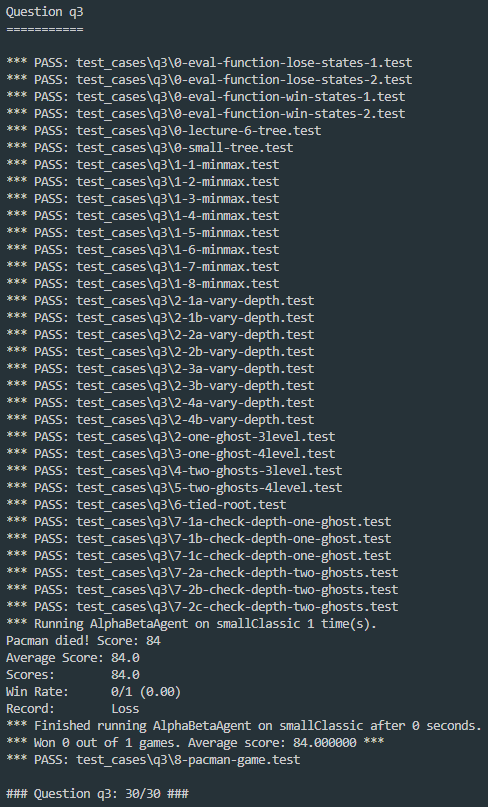 Question q3
===========
*** PASS: test_cases\q3\0-eval-function-lose-states-1.test
*** PASS: test_cases\q3\0-eval-function-lose-states-2.test
*** PASS: test_cases\q3\0-eval-function-win-states-1.test
*** PASS: test_cases\q3\0-eval-function-win-states-2.test
*** PASS: test_cases\q3\0-lecture-6-tree.test
*** PASS: test_cases\q3\0-small-tree.test
*** PASS: test_cases\q3\1-1-minmax.test
*** PASS: test_cases\q3\1-2-minmax.test
*** PASS: test_cases\q3\1-3-minmax.test
*** PASS: test_cases\q3\1-4-minmax.test
*** PASS: test_cases\q3\1-5-minmax.test
*** PASS: test_cases\q3\1-6-minmax.test
*** PASS: test_cases\q3\1-7-minmax.test
*** PASS: test_cases\q3\1-8-minmax.test
*** PASS: test_cases\q3\2-1a-vary-depth.test
*** PASS: test_cases\q3\2-1b-vary-depth.test
*** PASS: test_cases\q3\2-2a-vary-depth.test
*** PASS: test_cases\q3\2-2b-vary-depth.test
*** PASS: test_cases\q3\2-3a-vary-depth.test
*** PASS: test_cases\q3\2-3b-vary-depth.test
*** PASS: test_cases\q3\2-4a-vary-depth.test
*** PASS: test_cases\q3\2-4b-vary-depth.test
*** PASS: test_cases\q3\2-one-ghost-3level.test
*** PASS: test_cases\q3\3-one-ghost-4level.test
*** PASS: test_cases\q3\4-two-ghosts-3level.test
*** PASS: test_cases\q3\5-two-ghosts-4level.test
*** PASS: test_cases\q3\6-tied-root.test
*** PASS: test_cases\q3\7-1a-check-depth-one-ghost.test
*** PASS: test_cases\q3\7-1b-check-depth-one-ghost.test
*** PASS: test_cases\q3\7-1c-check-depth-one-ghost.test
*** PASS: test_cases\q3\7-2a-check-depth-two-ghosts.test
*** PASS: test_cases\q3\7-2b-check-depth-two-ghosts.test
*** PASS: test_cases\q3\7-2c-check-depth-two-ghosts.test
*** Running AlphaBetaAgent on smallClassic 1 time(s).
Pacman died! Score: 84
Average Score: 84.0
Scores:        84.0
Win Rate:      0/1 (0.00)
Record:        Loss
*** Finished running AlphaBetaAgent on smallClassic after 0 seconds.
*** Won 0 out of 1 games. Average score: 84.000000 ***
*** PASS: test_cases\q3\8-pacman-game.test
### Question q3: 30/30 ###